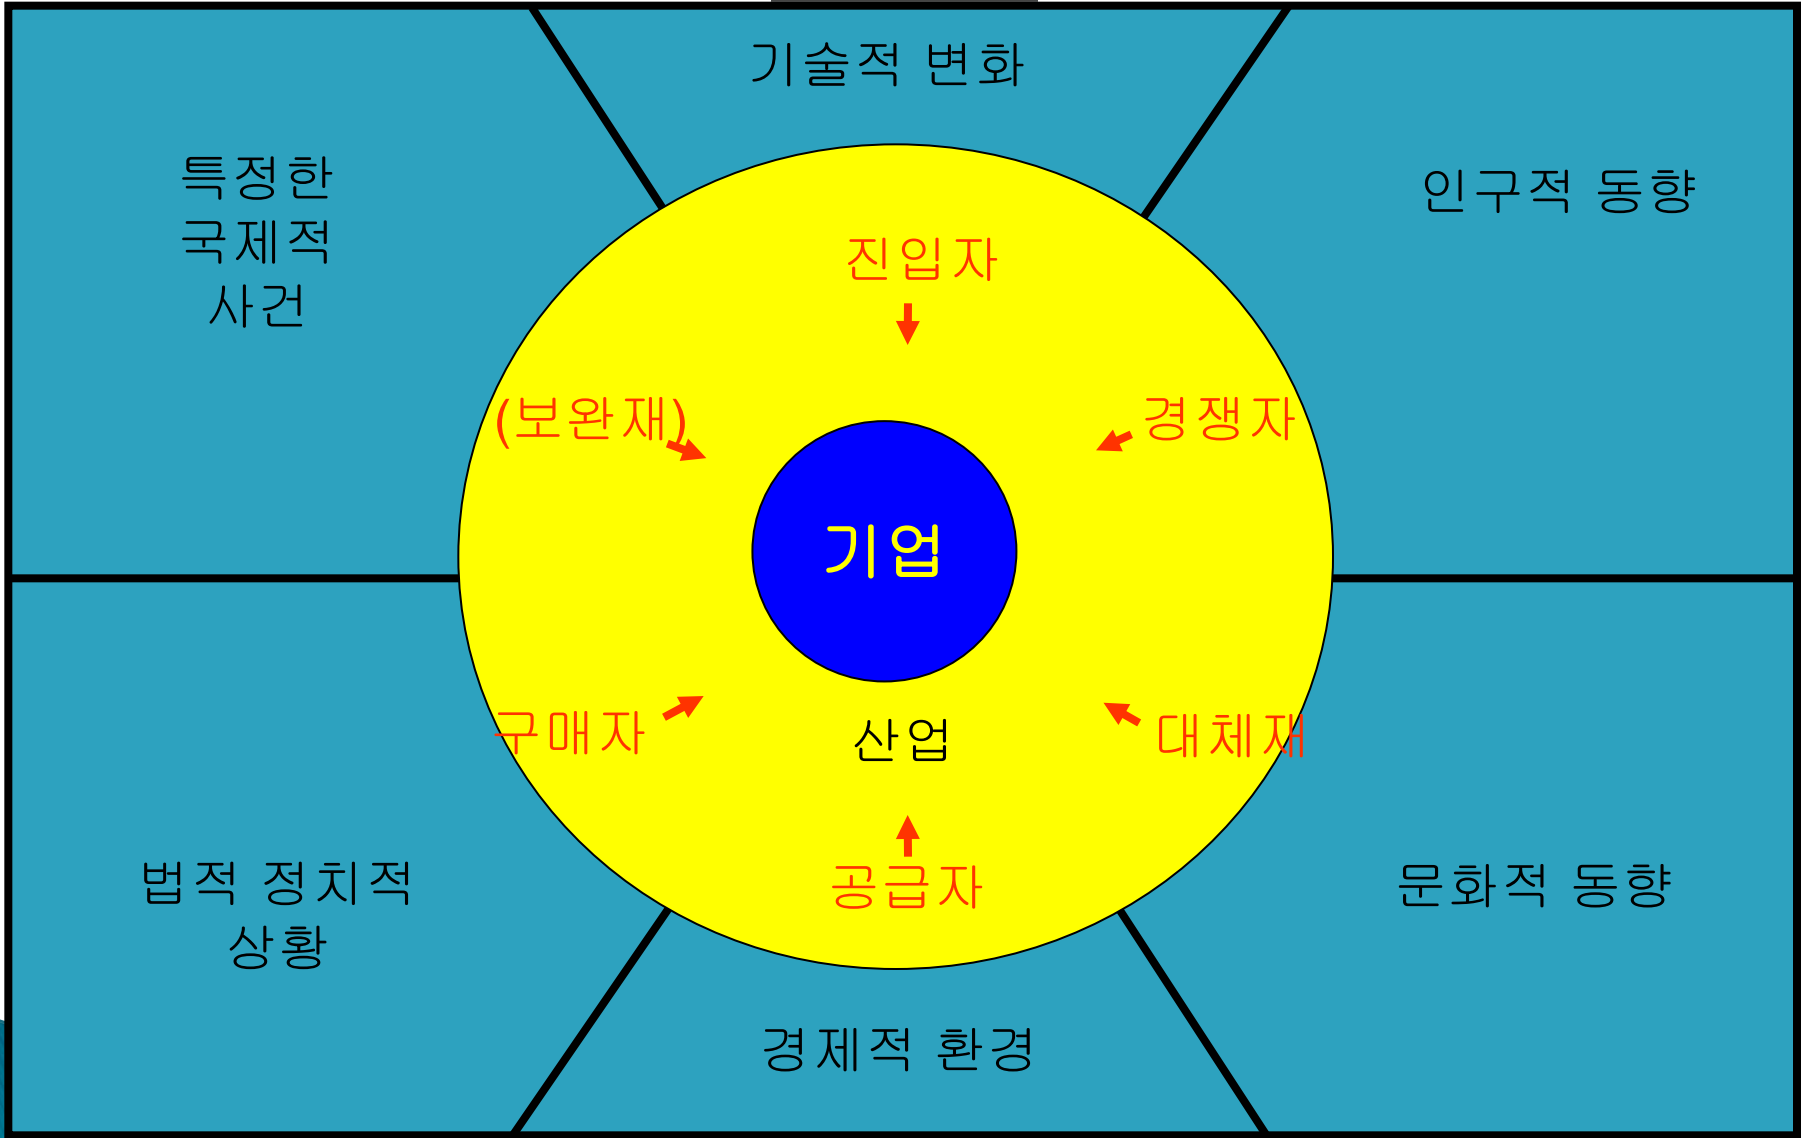 기술적 변화
특정한
국제적
사건
인구적 동향
진입자
(보완재)
경쟁자
기업
구매자
산업
대체재
공급자
법적 정치적
상황
문화적 동향
경제적 환경